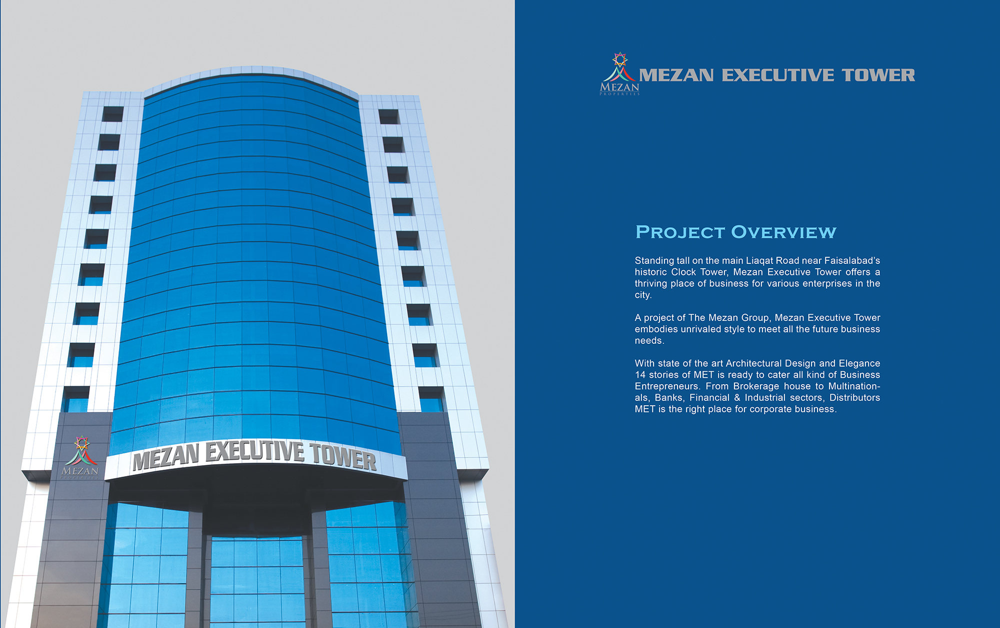 MEZAN
PROPERTIES
MEZAN EXECUTIVE TOWER
MEZAN
PROPERTIES
MEZAN EXECUTIVE TOWER
PROJECT OVERVIEW
Standing tall on the main Liaqat Road near Faisalabad’s
historic Clock Tower, Mezan Executive Tower offers a
thriving place of business for various enterprises in the
city.
A project of The Mezan Group, Mezan Executive Tower
embodies unrivaled style to meet all the future business
needs.
With state of the art Architectural Design and Elegance
14 stories of MET is ready to cater all kind of Business
Entrepreneurs. From Brokerage house to Multination-
als, Banks, Financial & Industrial sectors, Distributors
MET is the right place for corporate business.